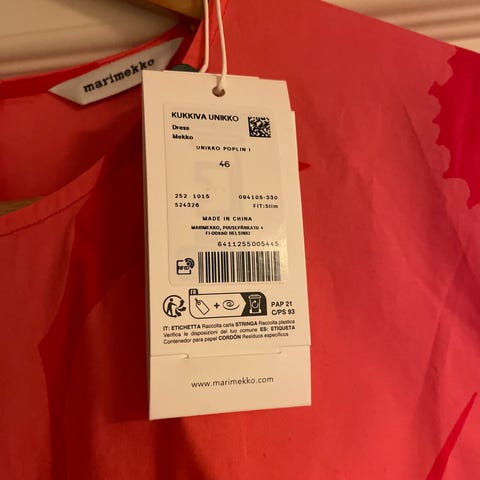 marimekko
KUKKIVA UNIKKO
Dress
Mekko
UNIKKO POPLIN I
46
252 1015 094105-330
524326 FIT:Slim
MADE IN CHINA
MARIMEKKO, PUUSEPÄNKATU 4
FI-00880 HELSINKI
6411255005445
RFID
FR
PAP 21
C/PS 93
IT: ETICHETTA Raccolta carta STRINGA Raccolta plastica
Verifica le disposizioni del tuo comune ES: ETIQUETA
Contenedor para papel CORDÓN Residuos específicos
www.marimekko.com